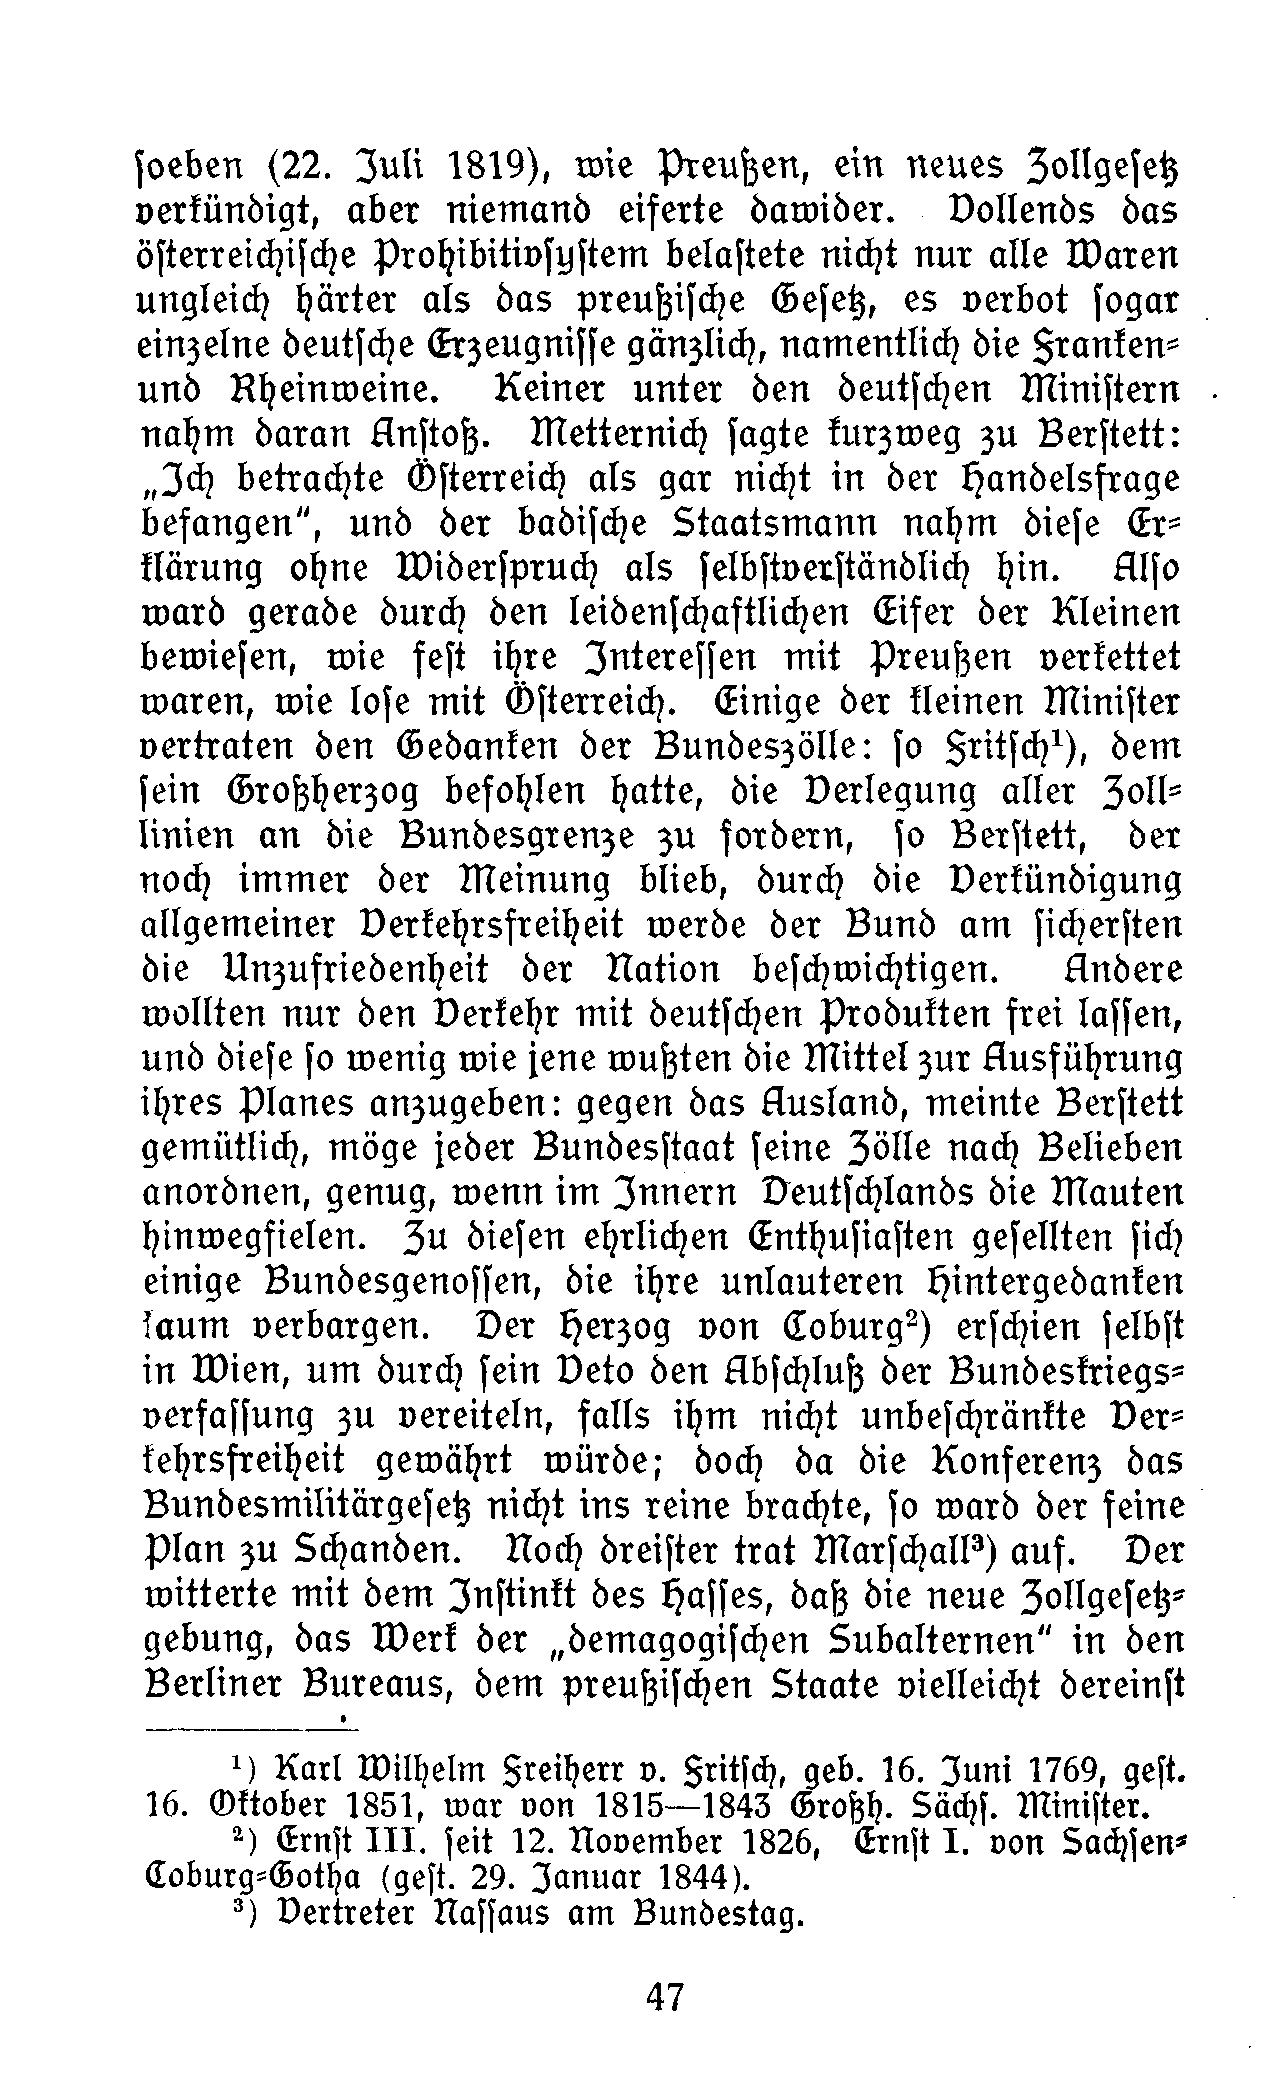 soeben (22. Juli 1819), wie Preußen, ein neues Zollgesetz
verkündigt, aber niemand eiferte dawider. Vollends das
österreichische Prohibitivsystem belastete nicht nur alle Waren
ungleich härter als das preußische Gesetz, es verbot sogar
einzelne deutsche Erzeugnisse gänzlich, namentlich die Franken-
und Rheinweine. Keiner unter den deutschen Ministern
nahm daran Anstoß. Metternich sagte kurzweg zu Berstett:
„Ich betrachte Österreich als gar nicht in der Handelsfrage
befangen", und der badische Staatsmann nahm diese Er-
klärung ohne Widerspruch als selbstverständlich hin. Also
ward gerade durch den leidenschaftlichen Eifer der Kleinen
bewiesen, wie fest ihre Interessen mit Preußen verkettet
waren, wie lose mit Österreich. Einige der kleinen Minister
vertraten den Gedanken der Bundeszölle: so Fritsch¹), dem
sein Großherzog befohlen hatte, die Verlegung aller Zoll-
linien an die Bundesgrenze zu fordern, so Berstett, der
noch immer der Meinung blieb, durch die Verkündigung
allgemeiner Verkehrsfreiheit werde der Bund am sichersten
die Unzufriedenheit der Nation beschwichtigen. Andere
wollten nur den Verkehr mit deutschen Produkten frei lassen,
und diese so wenig wie jene wußten die Mittel zur Ausführung
ihres Planes anzugeben: gegen das Ausland, meinte Berstett
gemütlich, möge jeder Bundesstaat seine Zölle nach Belieben
anordnen, genug, wenn im Innern Deutschlands die Mauten
hinwegfielen. Zu diesen ehrlichen Enthusiasten gesellten sich
einige Bundesgenossen, die ihre unlauteren Hintergedanken
kaum verbargen. Der Herzog von Coburg²) erschien selbst
in Wien, um durch sein Veto den Abschluß der Bundeskriegs-
verfassung zu vereiteln, falls ihm nicht unbeschränkte Ver-
kehrsfreiheit gewährt würde; doch da die Konferenz das
Bundesmilitärgesetz nicht ins reine brachte, so ward der feine
Plan zu Schanden. Noch dreister trat Marschall³) auf. Der
witterte mit dem Instinkt des Hasses, daß die neue Zollgesetz-
gebung, das Werk der „demagogischen Subalternen" in den
Berliner Bureaus, dem preußischen Staate vielleicht dereinst
¹) Karl Wilhelm Freiherr v. Fritsch, geb. 16. Juni 1769, gest.
16. Oktober 1851, war von 1815—1843 Großh. Sächs. Minister.
²) Ernst III. seit 12. November 1826, Ernst I. von Sachsen-
Coburg-Gotha (gest. 29. Januar 1844).
³) Vertreter Nassaus am Bundestag.
47